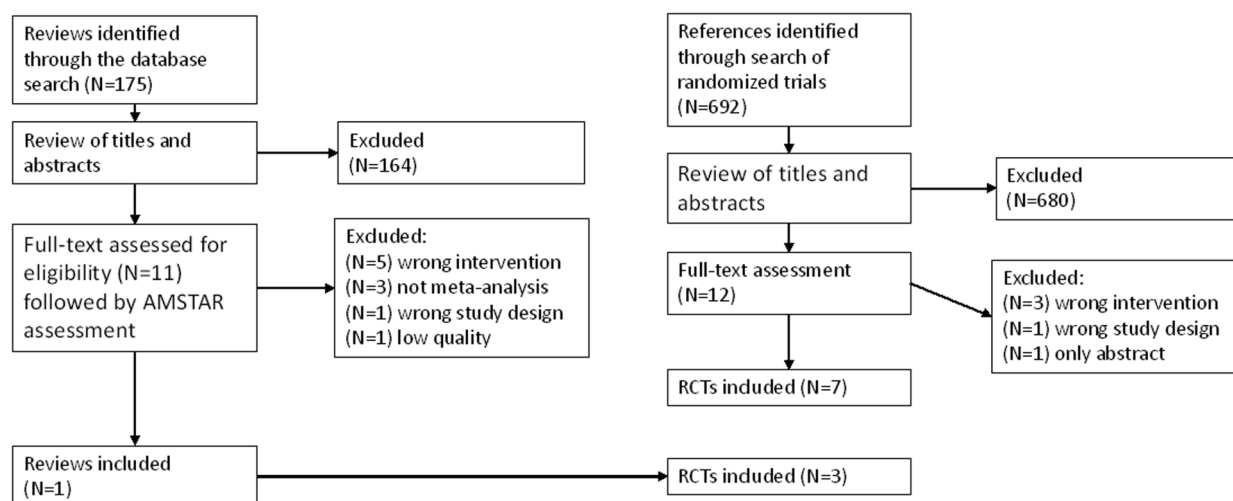 Reviews identified
through the database
search (N=175)
Review of titles and
abstracts
Excluded
(N=164)
Full-text assessed for
eligibility (N=11)
followed by AMSTAR
assessment
Excluded:
(N=5) wrong intervention
(N=3) not meta-analysis
(N=1) wrong study design
(N=1) low quality
Reviews included
(N=1)
References identified
through search of
randomized trials
(N=692)
Review of titles and
abstracts
Excluded
(N=680)
Full-text assessment
(N=12)
Excluded:
(N=3) wrong intervention
(N=1) wrong study design
(N=1) only abstract
RCTs included (N=7)
RCTs included (N=3)